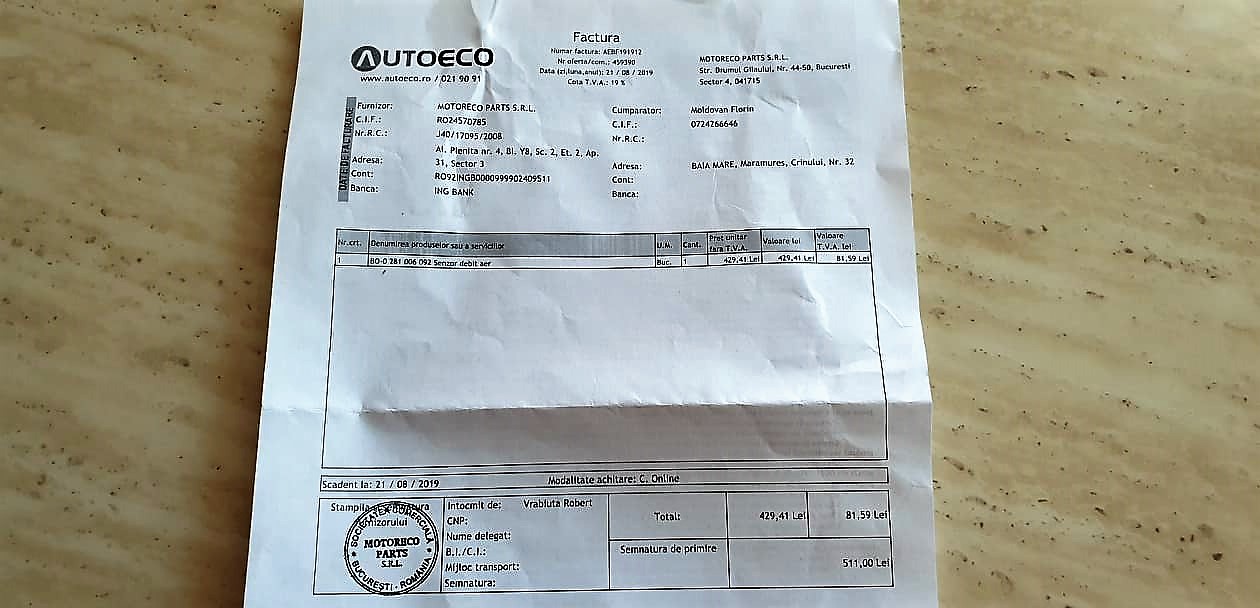 AUTOECO
www.autoeco.ro / 021 90 91
Factura
Numar factura: AEBF191912
Nr oferta/com.: 459390
Data (zi,luna,anul): 21 / 08 / 2019
Cota T.V.A.: 19 %
MOTORECO PARTS S.R.L.
Str. Drumul Gilaului, Nr. 44-50, Bucuresti
Sector 4, 041715
DATE DE FACTURARE
Furnizor: MOTORECO PARTS S.R.L.
C.I.F.: RO24570785
Nr.R.C.: J40/17095/2008
Adresa: Al. Plenita nr. 4, Bl. Y8, Sc. 2, Et. 2, Ap.
31, Sector 3
Cont: RO92INGB0000999902409511
Banca: ING BANK
Cumparator: Moldovan Florin
C.I.F.: 0724266646
Nr.R.C.:
Adresa: BAIA MARE, Maramures, Crinului, Nr. 32
Cont:
Banca:
Nr.crt. Denumirea produselor sau a serviciilor U.M. Cant. Pret unitar fara T.V.A. Valoare lei Valoare T.V.A. lei
1 BO-0 281 006 092 Senzor debit aer Buc. 1 429,41 Lei 429,41 Lei 81,59 Lei
Scadent la: 21 / 08 / 2019 Modalitate achitare: C. Online
Stampila
SOCIETATEA COMERCIALĂ
MOTORECO
PARTS
S.R.L.
BUCUREŞTI - ROMANIA
Intocmit de: Vrabiuta Robert
CNP:
Nume delegat:
B.I./C.I.:
Mijloc transport:
Semnatura:
Total: 429,41 Lei 81,59 Lei
Semnatura de primire
511,00 Lei